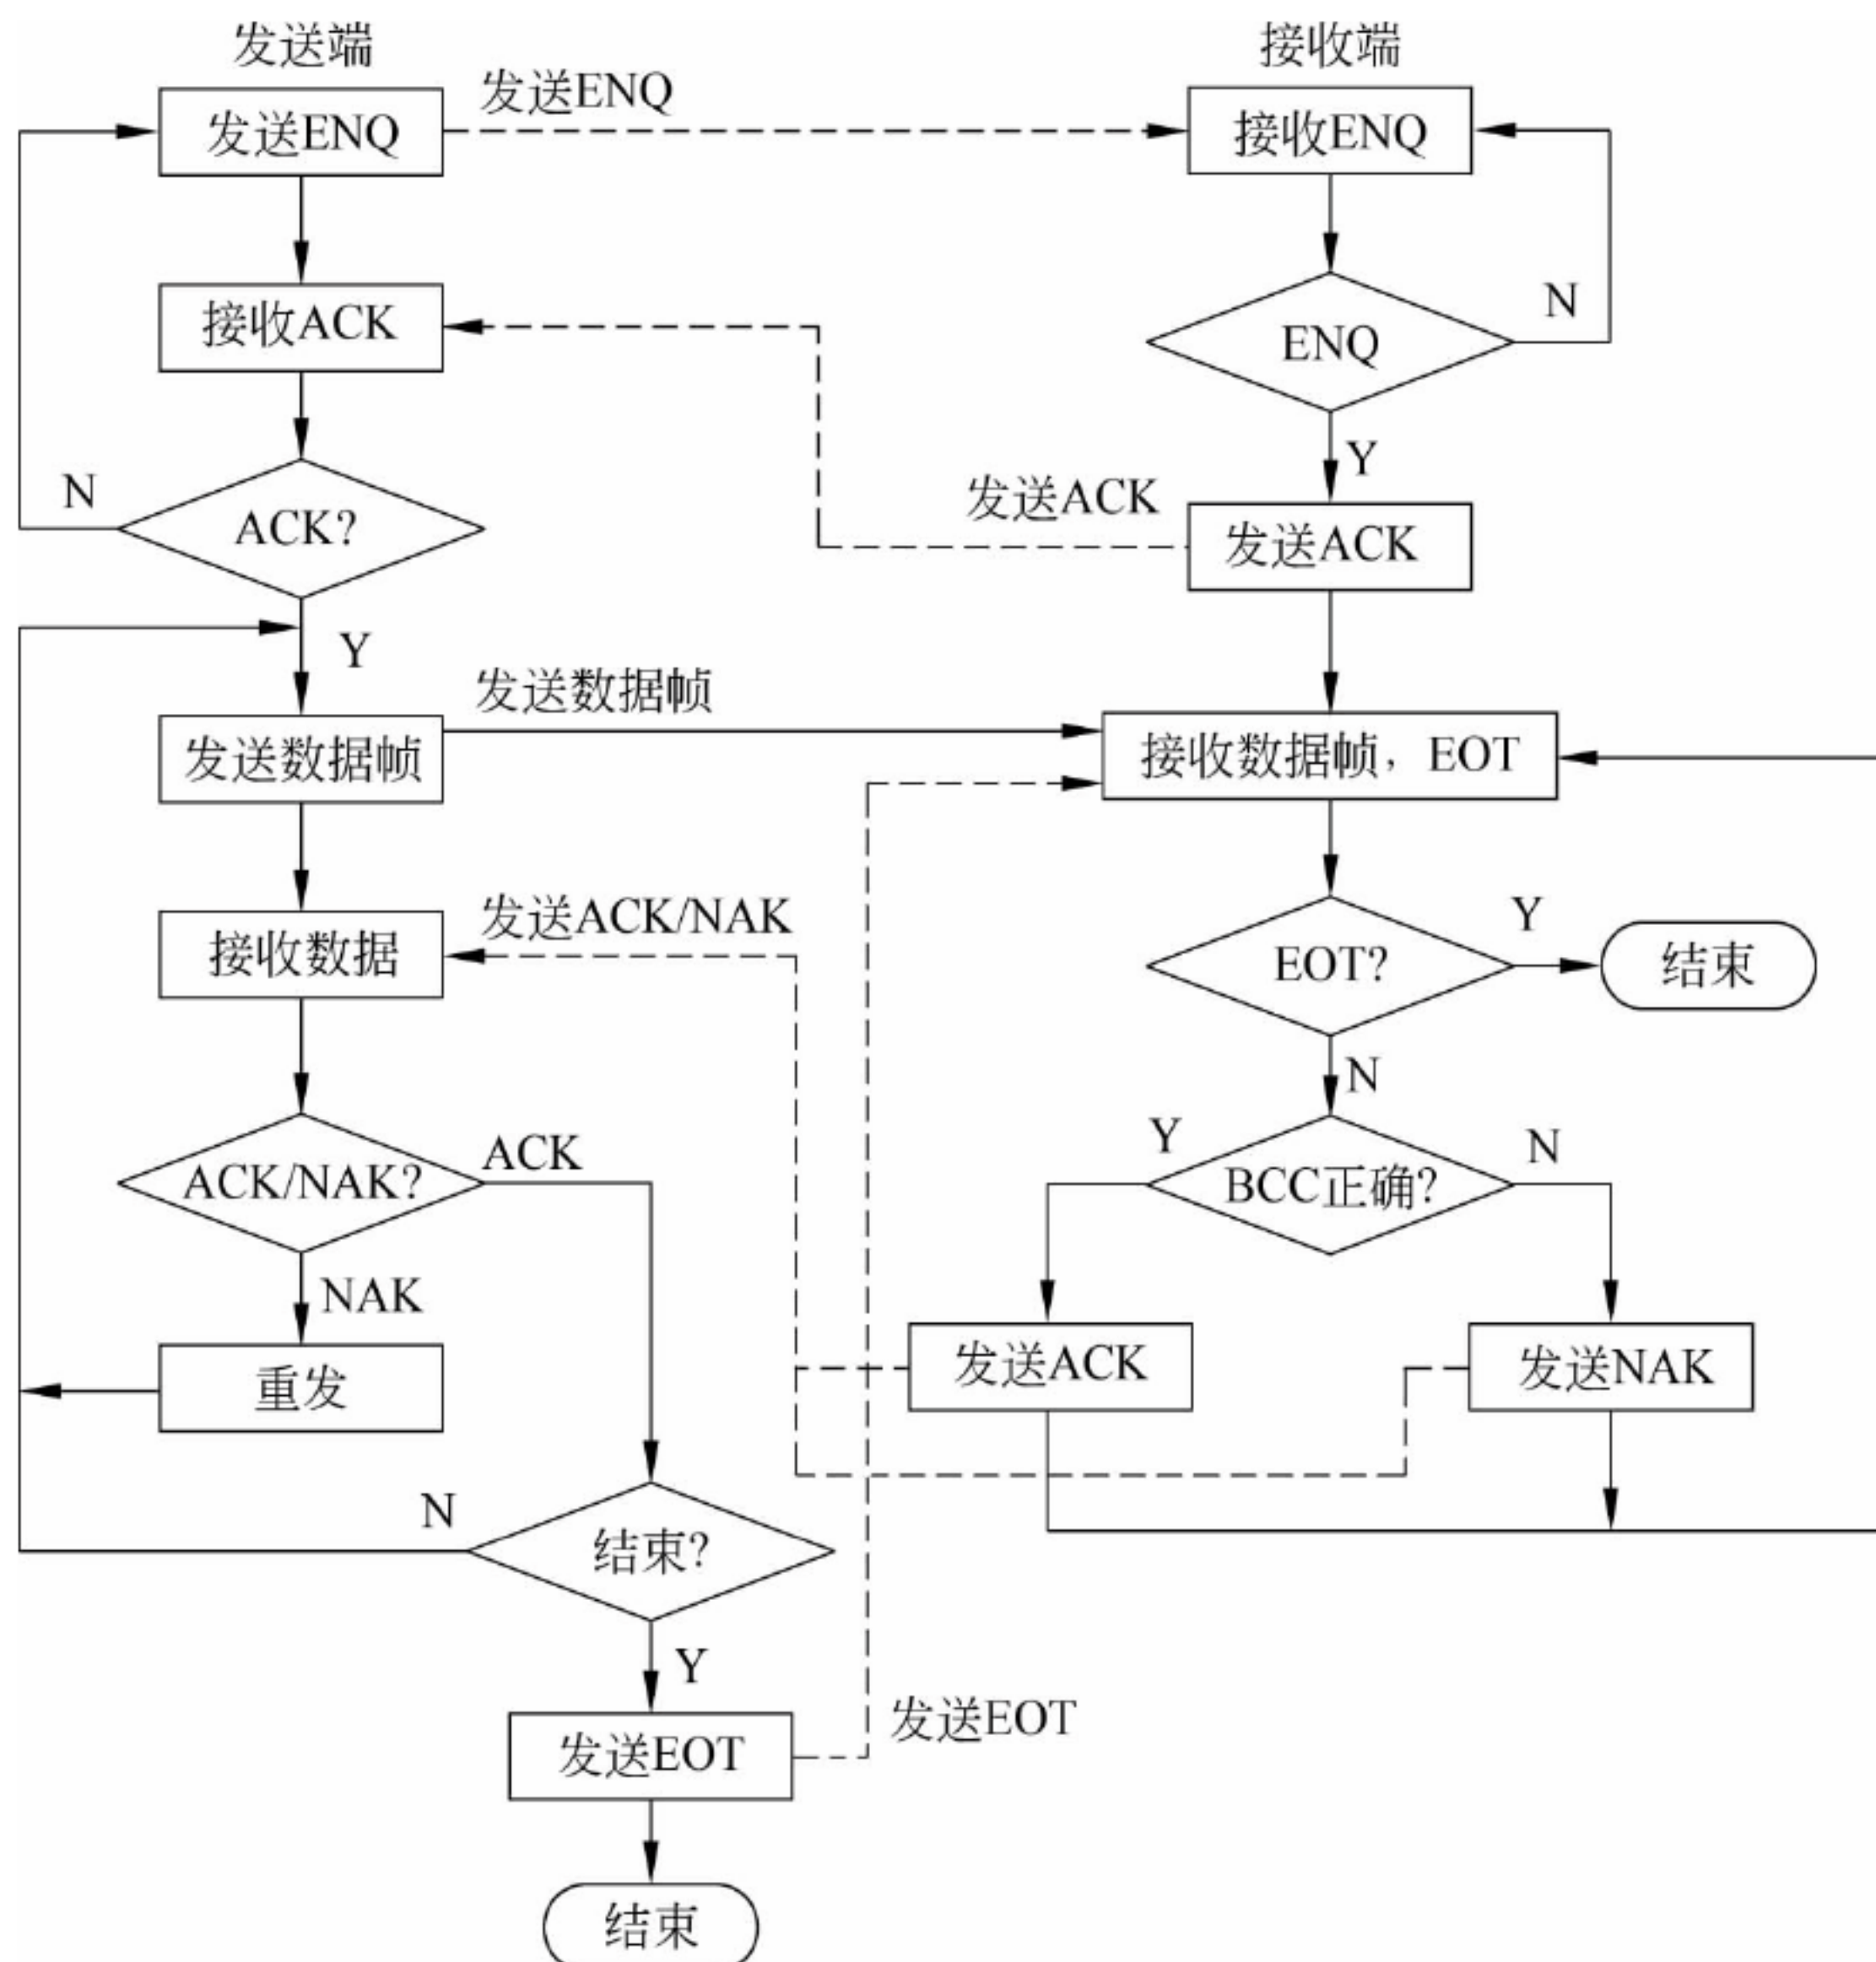 发送端
接收端
发送ENQ
发送ENQ
接收ENQ
接收ACK
ENQ
N
Y
N
ACK?
发送ACK
发送ACK
Y
发送数据帧
发送数据帧
接收数据帧，EOT
接收数据
发送ACK/NAK
EOT?
Y
结束
N
ACK/NAK?
ACK
Y
BCC正确?
N
NAK
重发
发送ACK
发送NAK
N
结束?
Y
发送EOT
发送EOT
结束